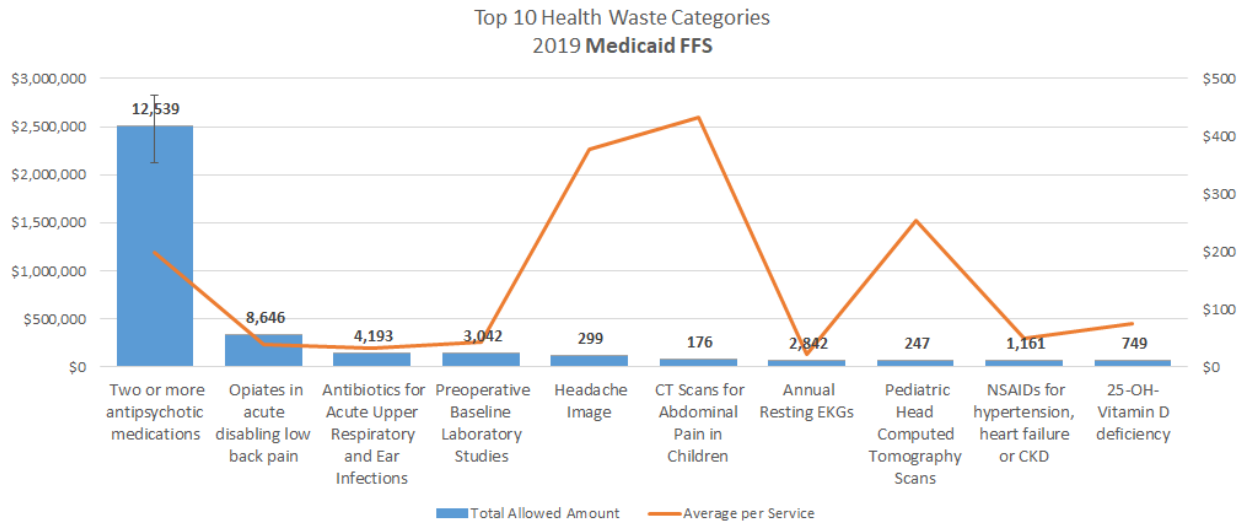 Top 10 Health Waste Categories
2019 Medicaid FFS
$3,000,000
$2,500,000
$2,000,000
$1,500,000
$1,000,000
$500,000
$0
$500
$400
$300
$200
$100
$0
12,539
8,646
4,193
3,042
299
176
2,842
247
1,161
749
Two or more
antipsychotic
medications
Opiates in
acute
disabling low
back pain
Antibiotics for
Acute Upper
Respiratory
and Ear
Infections
Preoperative
Baseline
Laboratory
Studies
Headache
Image
CT Scans for
Abdominal
Pain in
Children
Annual
Resting EKGs
Pediatric
Head
Computed
Tomography
Scans
NSAIDs for
hypertension,
heart failure
or CKD
25-OH-
Vitamin D
deficiency
Total Allowed Amount
Average per Service